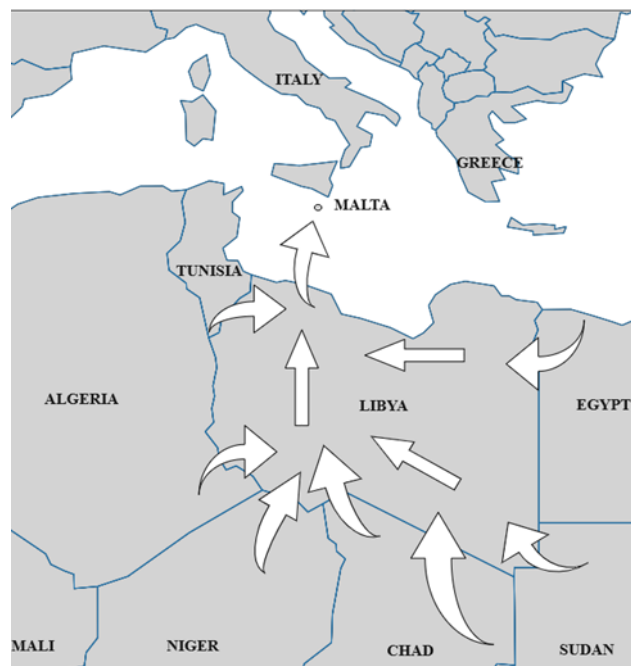 ITALY
GREECE
MALTA
TUNISIA
ALGERIA
LIBYA
EGYPT
MALI
NIGER
CHAD
SUDAN